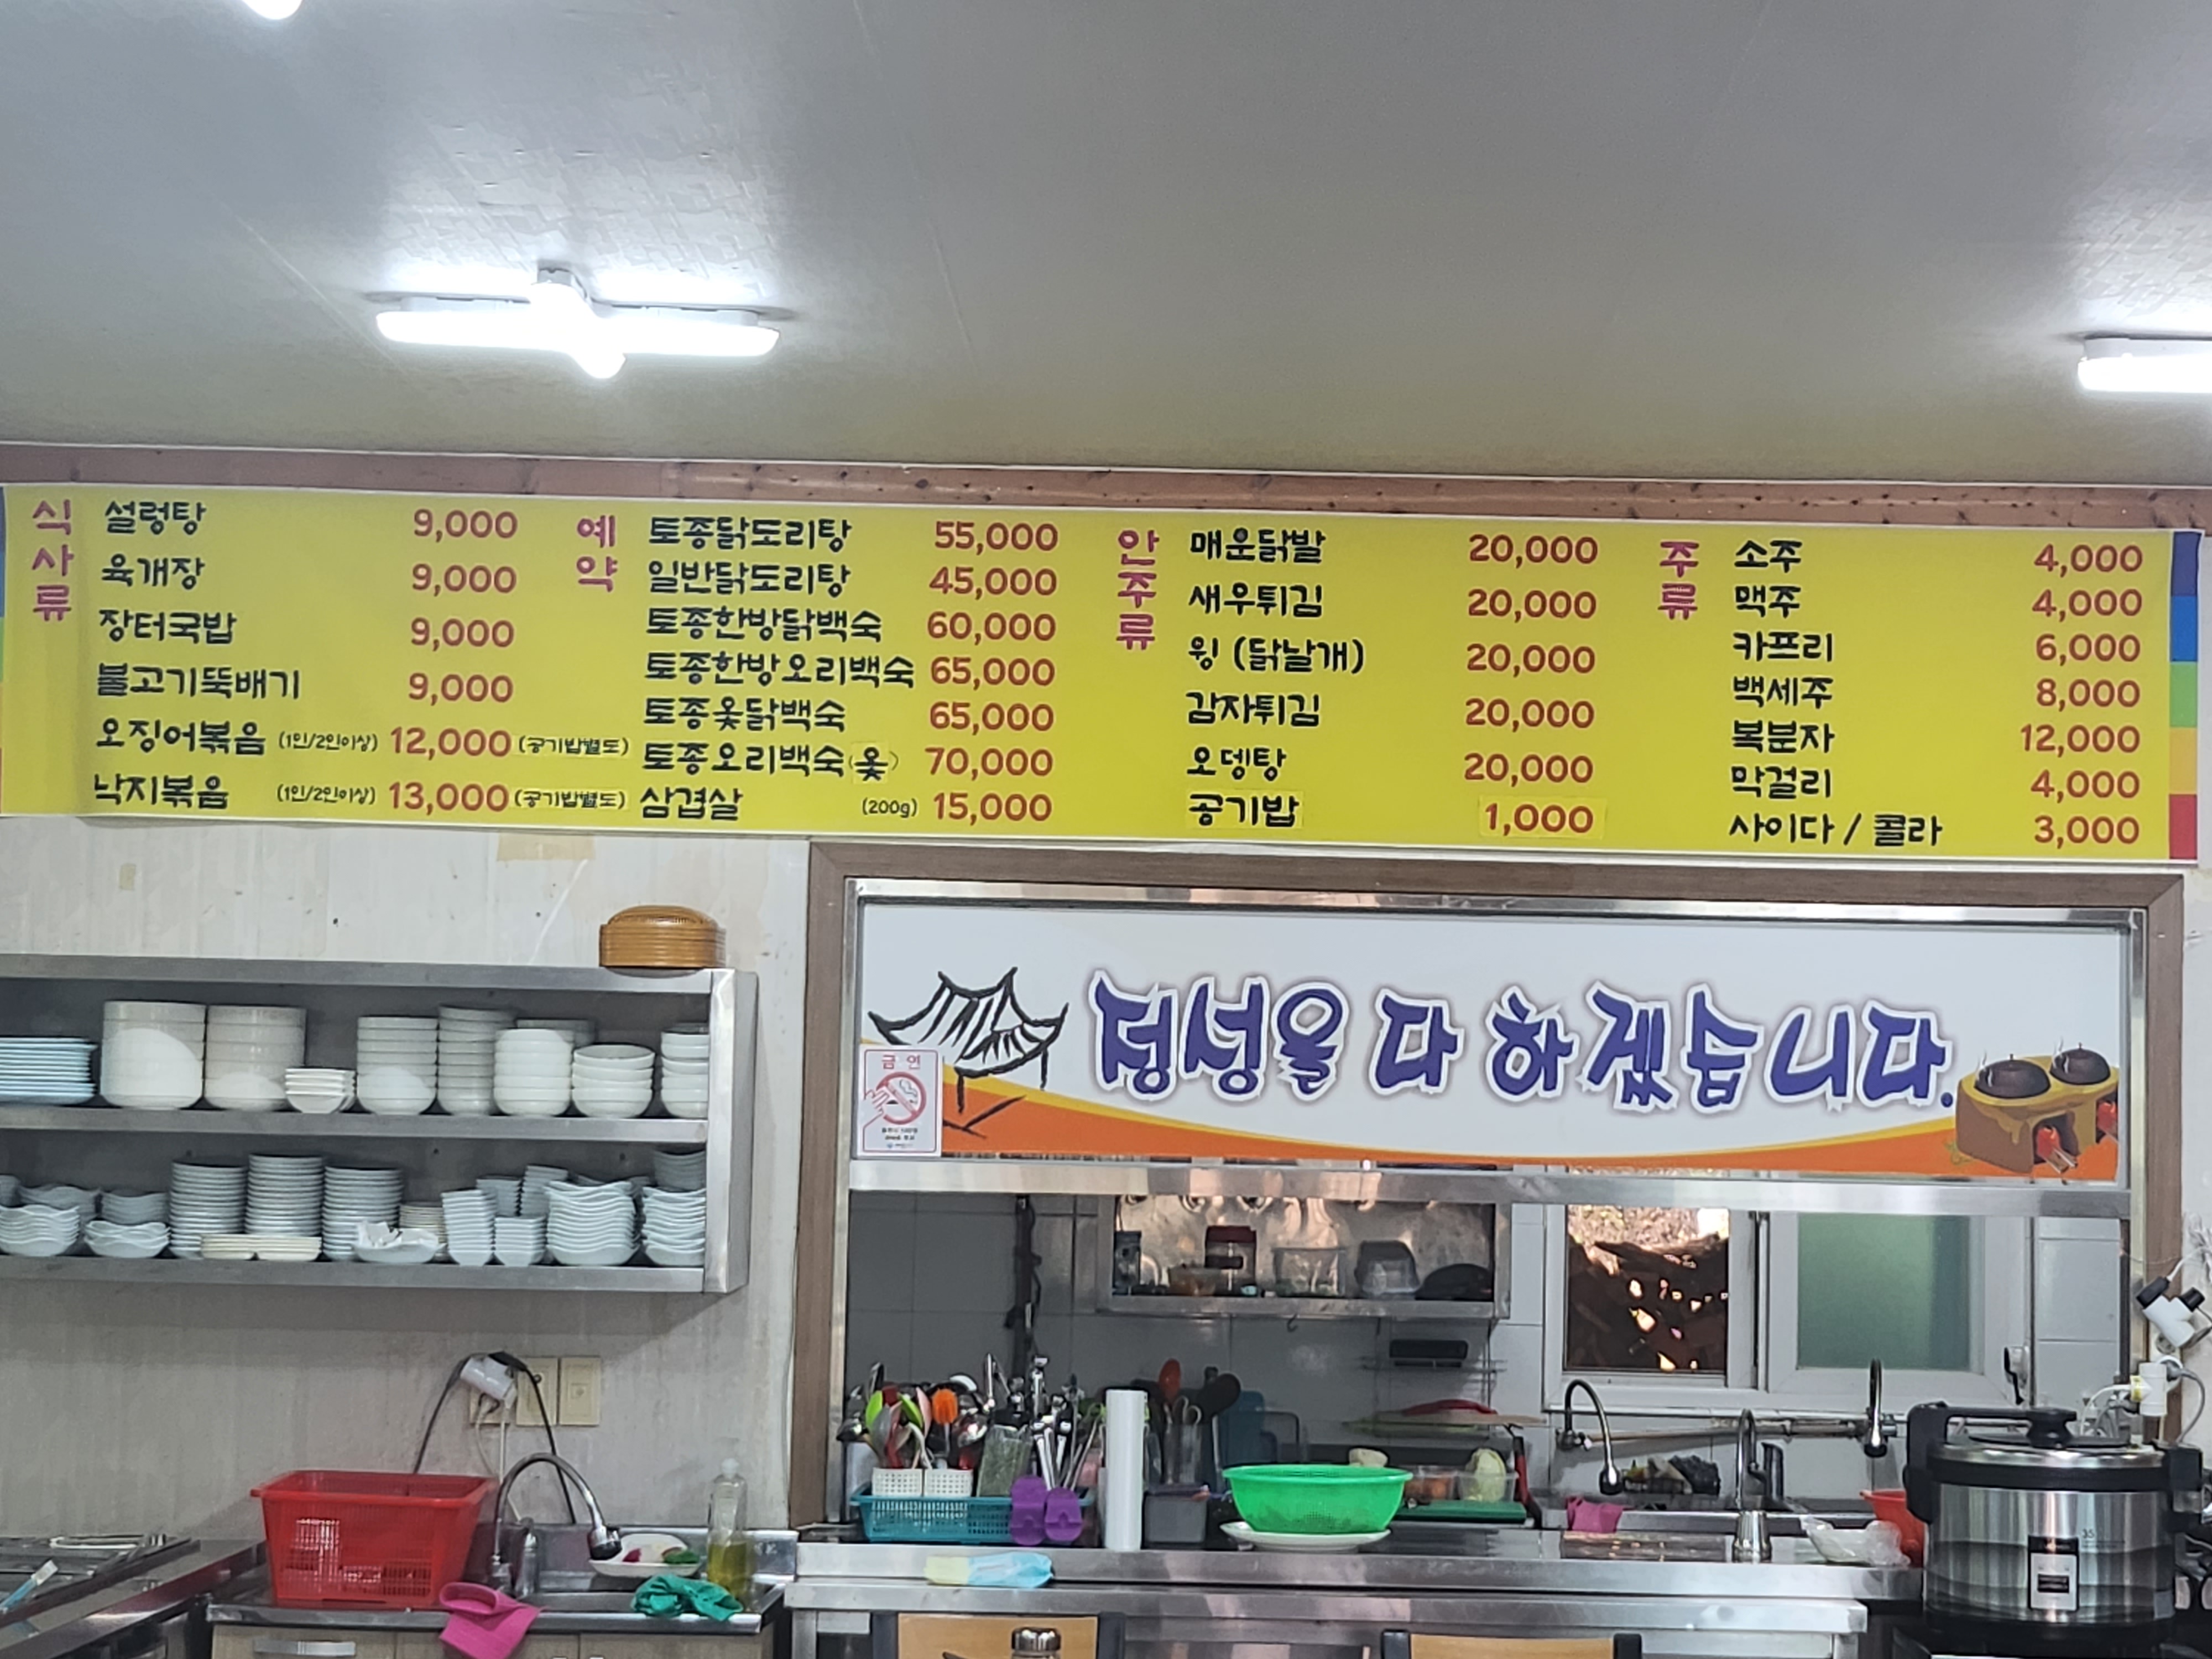 식사류
설렁탕 9,000
육개장 9,000
장터국밥 9,000
불고기뚝배기 9,000
오징어볶음 (1인/2인이상) 12,000 (공기밥별도)
낙지볶음 (1인/2인이상) 13,000 (공기밥별도)
예약
토종닭도리탕 55,000
일반닭도리탕 45,000
토종한방닭백숙 60,000
토종한방오리백숙 65,000
토종옻닭백숙 65,000
토종오리백숙(옻) 70,000
삼겹살 (200g) 15,000
안주류
매운닭발 20,000
새우튀김 20,000
윙 (닭날개) 20,000
감자튀김 20,000
오뎅탕 20,000
공기밥 1,000
주류
소주 4,000
맥주 4,000
카프리 6,000
백세주 8,000
복분자 12,000
막걸리 4,000
사이다 / 콜라 3,000
정성을 다 하겠습니다.
금연